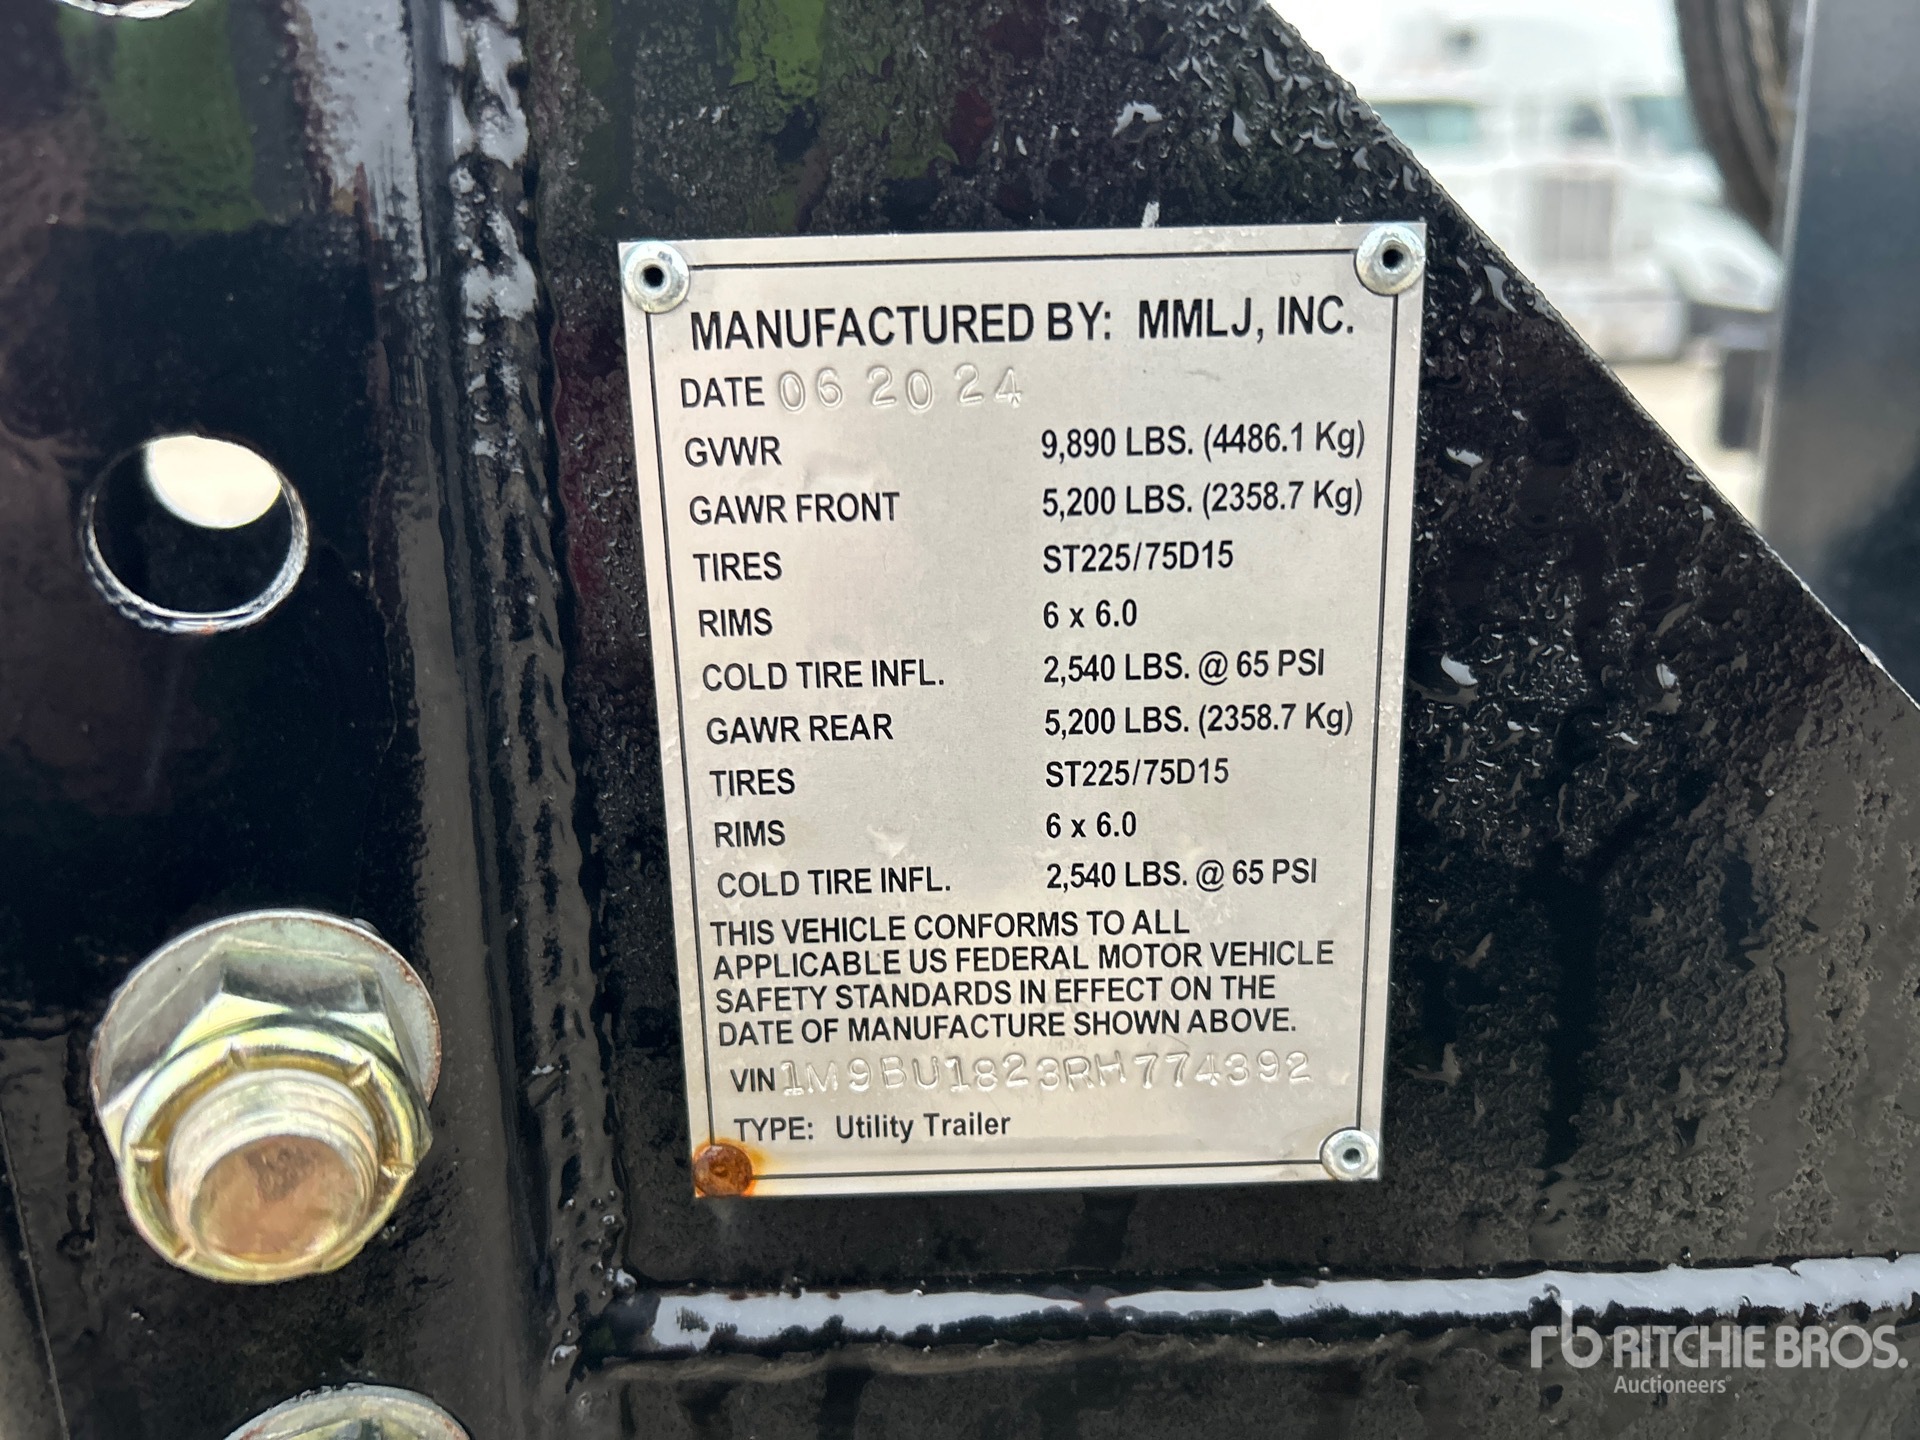 MANUFACTURED BY: MMLJ, INC.
DATE 06 2024
GVWR 9,890 LBS. (4486.1 Kg)
GAWR FRONT 5,200 LBS. (2358.7 Kg)
TIRES ST225/75D15
RIMS 6 x 6.0
COLD TIRE INFL. 2,540 LBS. @ 65 PSI
GAWR REAR 5,200 LBS. (2358.7 Kg)
TIRES ST225/75D15
RIMS 6 x 6.0
COLD TIRE INFL. 2,540 LBS. @ 65 PSI
THIS VEHICLE CONFORMS TO ALL
APPLICABLE US FEDERAL MOTOR VEHICLE
SAFETY STANDARDS IN EFFECT ON THE
DATE OF MANUFACTURE SHOWN ABOVE.
VIN 1M9BU1823RH774392
TYPE: Utility Trailer
rb RITCHIE BROS.
Auctioneers